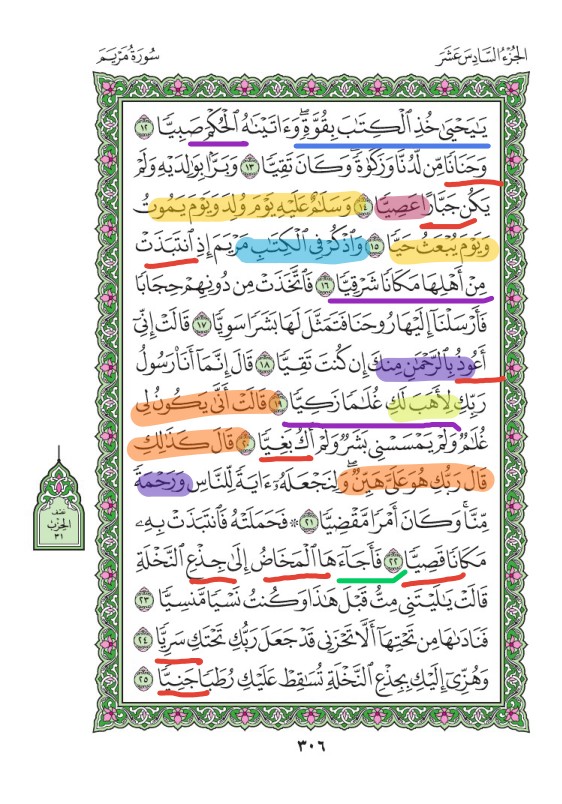 الجُزْءُ السَّادِسَ عَشَرَ
سُورَةُ مَرْيَمَ
يَٰيَحْيَىٰ خُذِ ٱلْكِتَٰبَ بِقُوَّةٖۖ وَءَاتَيْنَٰهُ ٱلْحُكْمَ صَبِيّٗا ١٢
وَحَنَانٗا مِّن لَّدُنَّا وَزَكَوٰةٗۖ وَكَانَ تَقِيّٗا ١٣ وَبَرَّۢا بِوَٰلِدَيْهِ وَلَمْ
يَكُن جَبَّارًا عَصِيّٗا ١٤ وَسَلَٰمٌ عَلَيْهِ يَوْمَ وُلِدَ وَيَوْمَ يَمُوتُ
وَيَوْمَ يُبْعَثُ حَيّٗا ١٥ وَٱذْكُرْ فِي ٱلْكِتَٰبِ مَرْيَمَ إِذِ ٱنتَبَذَتْ
مِنْ أَهْلِهَا مَكَانٗا شَرْقِيّٗا ١٦ فَٱتَّخَذَتْ مِن دُونِهِمْ حِجَابٗا
فَأَرْسَلْنَآ إِلَيْهَا رُوحَنَا فَتَمَثَّلَ لَهَا بَشَرٗا سَوِيّٗا ١٧ قَالَتْ إِنِّيٓ
أَعُوذُ بِٱلرَّحْمَٰنِ مِنكَ إِن كُنتَ تَقِيّٗا ١٨ قَالَ إِنَّمَآ أَنَا۠ رَسُولُ
رَبِّكِ لِأَهَبَ لَكِ غُلَٰمٗا زَكِيّٗا ١٩ قَالَتْ أَنَّىٰ يَكُونُ لِي
غُلَٰمٞ وَلَمْ يَمْسَسْنِي بَشَرٞ وَلَمْ أَكُ بَغِيّٗا ٢٠ قَالَ كَذَٰلِكِ
قَالَ رَبُّكِ هُوَ عَلَيَّ هَيِّنٞۖ وَلِنَجْعَلَهُۥٓ ءَايَةٗ لِّلنَّاسِ وَرَحْمَةٗ
مِّنَّاۚ وَكَانَ أَمْرٗا مَّقْضِيّٗا ٢١ ۞ فَحَمَلَتْهُ فَٱنتَبَذَتْ بِهِۦ
مَكَانٗا قَصِيّٗا ٢٢ فَأَجَآءَهَا ٱلْمَخَاضُ إِلَىٰ جِذْعِ ٱلنَّخْلَةِ
قَالَتْ يَٰلَيْتَنِي مِتُّ قَبْلَ هَٰذَا وَكُنتُ نَسْيٗا مَّنسِيّٗا ٢٣
فَنَادَىٰهَا مِن تَحْتِهَآ أَلَّا تَحْزَنِي قَدْ جَعَلَ رَبُّكِ تَحْتَكِ سَرِيّٗا ٢٤
وَهُزِّيٓ إِلَيْكِ بِجِذْعِ ٱلنَّخْلَةِ تُسَٰقِطْ عَلَيْكِ رُطَبٗا جَنِيّٗا ٢٥
نصف
الحزب
٣١
٣٠٦